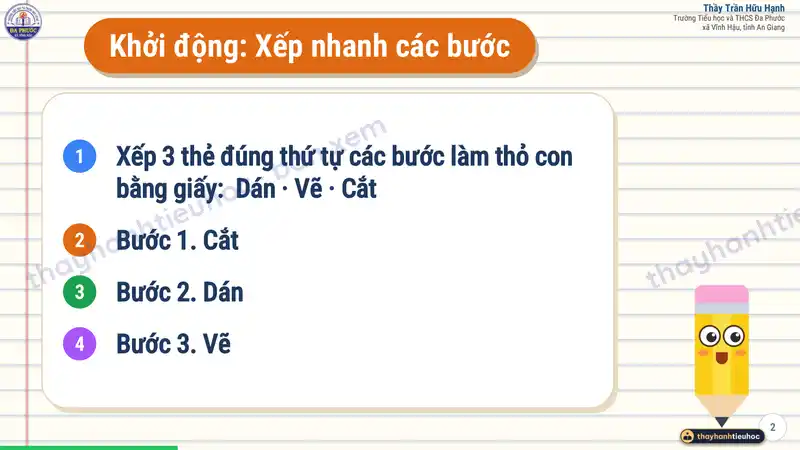 Thầy Trần Hữu Hạnh
Trường Tiểu học và THCS Đa Phước
xã Vĩnh Hậu, tỉnh An Giang
ĐA PHƯỚC
Khởi động: Xếp nhanh các bước
1 Xếp 3 thẻ đúng thứ tự các bước làm thỏ con
bằng giấy: Dán · Vẽ · Cắt
2 Bước 1. Cắt
3 Bước 2. Dán
4 Bước 3. Vẽ
thayhanhtieuhoc
2